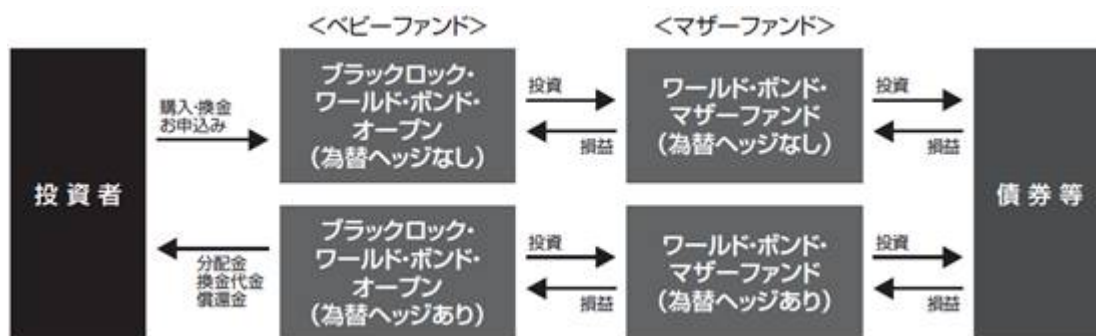 <ベビーファンド>
<マザーファンド>
投資者
購入・換金
お申込み
ブラックロック・
ワールド・ボンド・
オープン
(為替ヘッジなし)
投資
損益
ワールド・ボンド・
マザーファンド
(為替ヘッジなし)
投資
損益
債券等
分配金
換金代金
償還金
ブラックロック・
ワールド・ボンド・
オープン
(為替ヘッジあり)
投資
損益
ワールド・ボンド・
マザーファンド
(為替ヘッジあり)
投資
損益